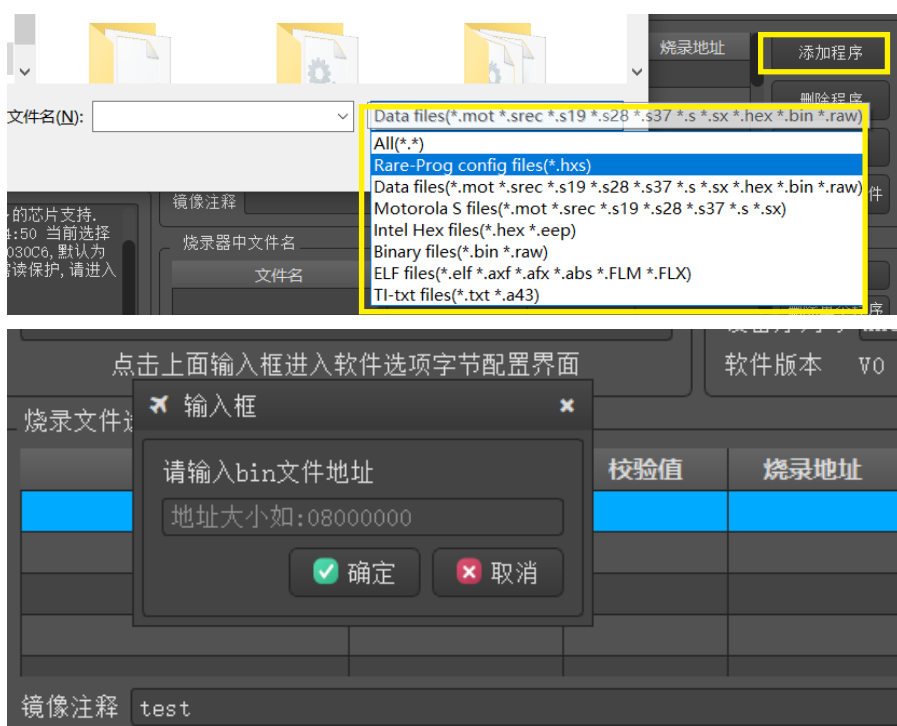 烧录地址
添加程序
文件名(N):
Data files(*.mot *.srec *.s19 *.s28 *.s37 *.s *.sx *.hex *.bin *.raw)
删除程序
All(*.*)
Rare-Prog config files(*.hxs)
Data files(*.mot *.srec *.s19 *.s28 *.s37 *.s *.sx *.hex *.bin *.raw)
件
镜像注释
的芯片支持.
Motorola S files(*.mot *.srec *.s19 *.s28 *.s37 *.s *.sx)
:50 当前选择
Intel Hex files(*.hex *.eep)
烧录器中文件名
030C6,默认为
Binary files(*.bin *.raw)
读保护,请进入
文件名
ELF files(*.elf *.axf *.afx *.abs *.FLM *.FLX)
TI-txt files(*.txt *.a43)
序
点击上面输入框进入软件选项字节配置界面
软件版本 V0
输入框
烧录文件
请输入bin文件地址
校验值
烧录地址
地址大小如:08000000
确定
取消
镜像注释
test